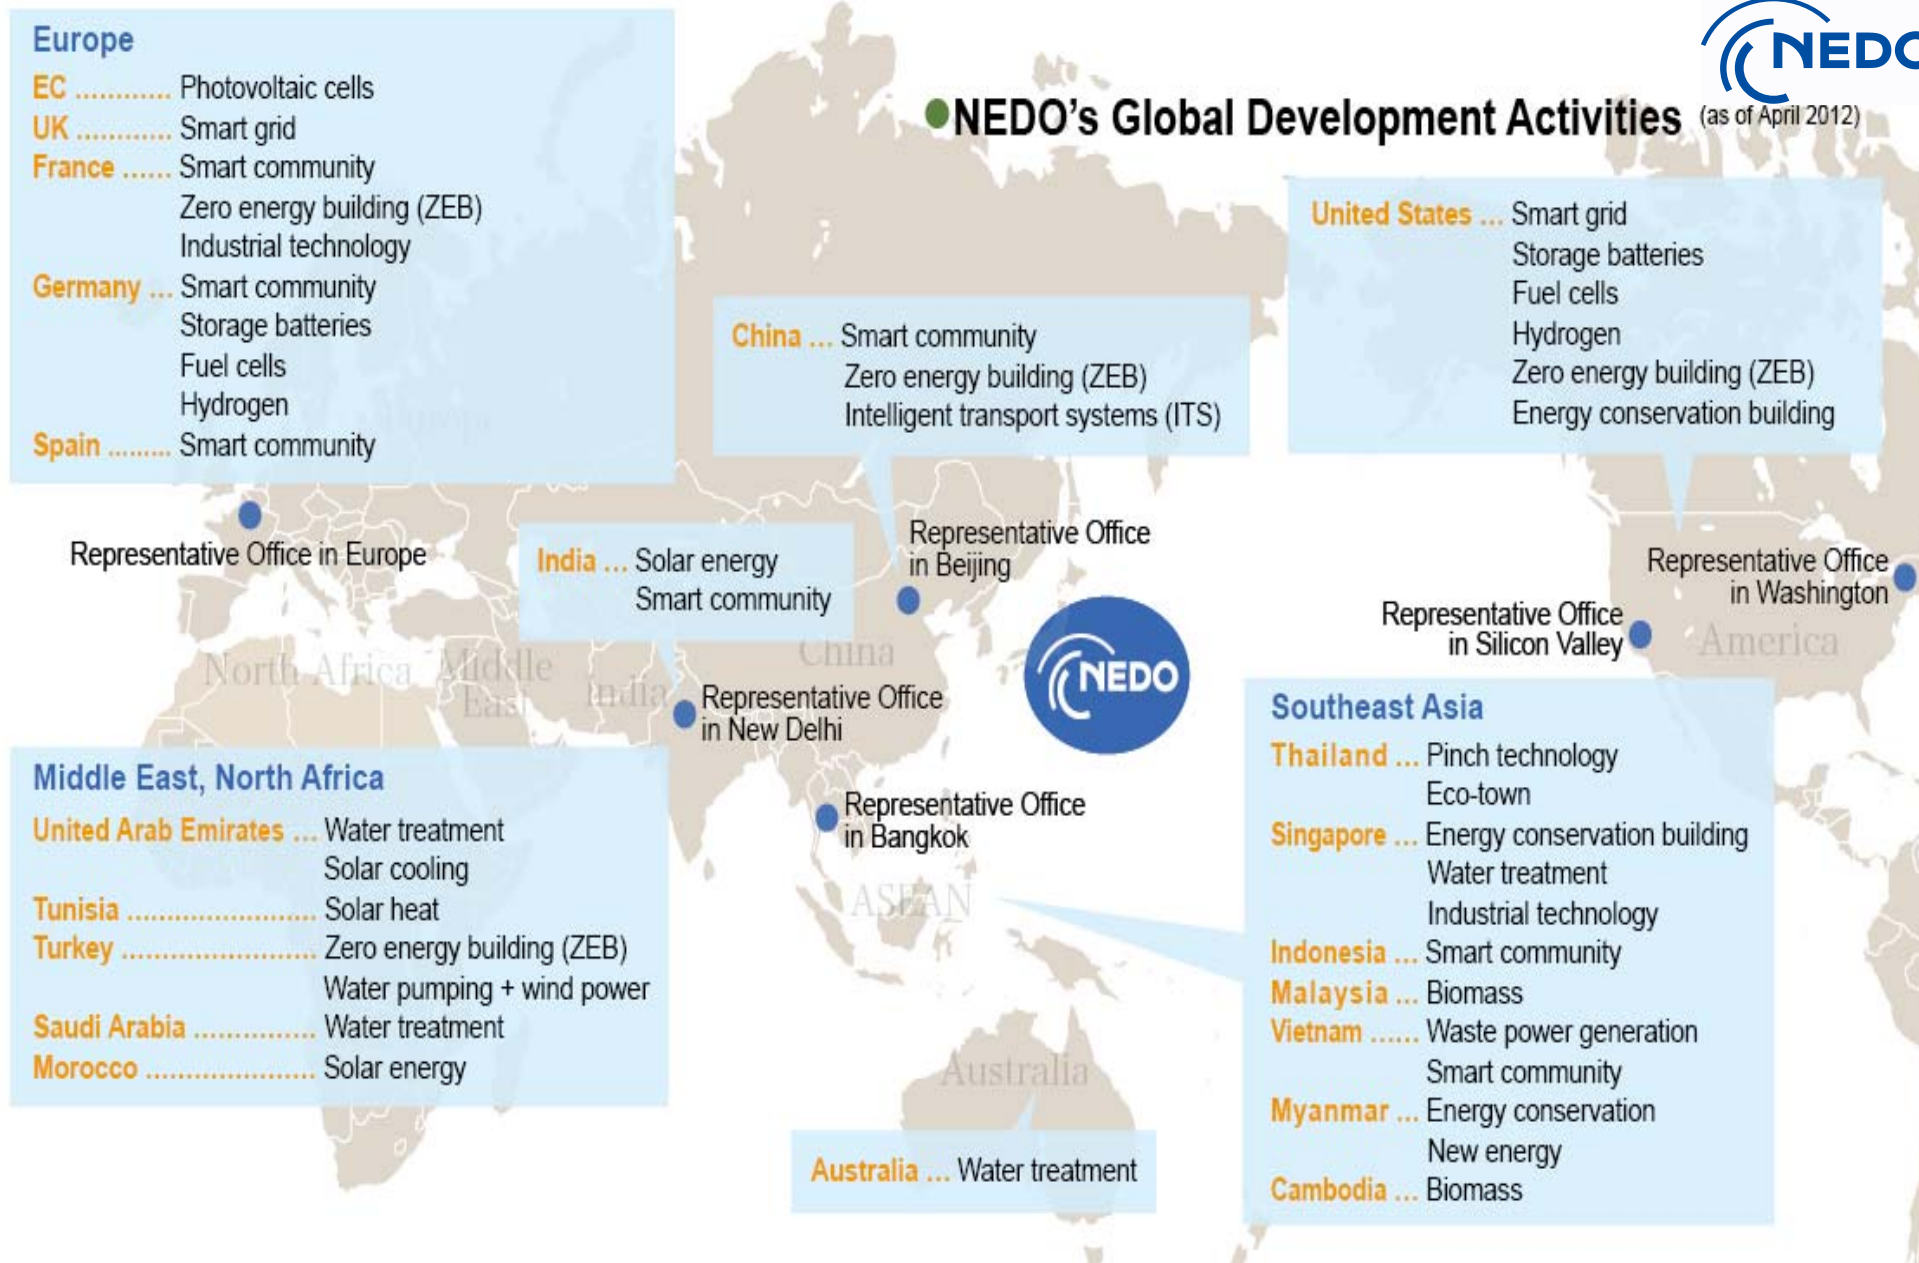 NEDO
●NEDO's Global Development Activities (as of April 2012)
Europe
EC ............ Photovoltaic cells
UK ............ Smart grid
France ...... Smart community
Zero energy building (ZEB)
Industrial technology
Germany ... Smart community
Storage batteries
Fuel cells
Hydrogen
Spain ......... Smart community
Europe
Representative Office in Europe
China ... Smart community
Zero energy building (ZEB)
Intelligent transport systems (ITS)
Representative Office
in Beijing
United States ... Smart grid
Storage batteries
Fuel cells
Hydrogen
Zero energy building (ZEB)
Energy conservation building
Representative Office
in Washington
Representative Office
in Silicon Valley
America
India ... Solar energy
Smart community
China
NEDO
North Africa
Middle
East
India
Representative Office
in New Delhi
Representative Office
in Bangkok
ASEAN
Middle East, North Africa
United Arab Emirates ... Water treatment
Solar cooling
Tunisia ....................... Solar heat
Turkey ........................ Zero energy building (ZEB)
Water pumping + wind power
Saudi Arabia ............... Water treatment
Morocco ..................... Solar energy
Australia
Australia ... Water treatment
Southeast Asia
Thailand ... Pinch technology
Eco-town
Singapore ... Energy conservation building
Water treatment
Industrial technology
Indonesia ... Smart community
Malaysia ... Biomass
Vietnam ...... Waste power generation
Smart community
Myanmar ... Energy conservation
New energy
Cambodia ... Biomass